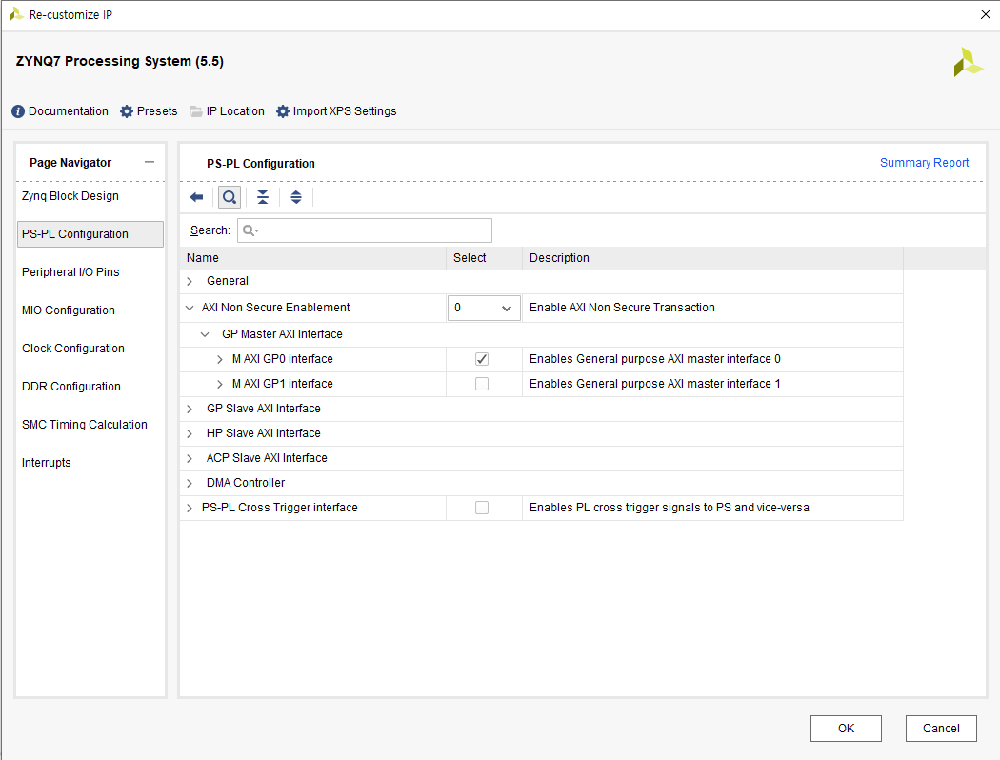 Re-customize IP
ZYNQ7 Processing System (5.5)
Documentation Presets IP Location Import XPS Settings
Page Navigator
Zynq Block Design
PS-PL Configuration
Peripheral I/O Pins
MIO Configuration
Clock Configuration
DDR Configuration
SMC Timing Calculation
Interrupts
PS-PL Configuration Summary Report
Search:
Name Select Description
General
AXI Non Secure Enablement 0 Enable AXI Non Secure Transaction
GP Master AXI Interface
M AXI GP0 interface Enables General purpose AXI master interface 0
M AXI GP1 interface Enables General purpose AXI master interface 1
GP Slave AXI Interface
HP Slave AXI Interface
ACP Slave AXI Interface
DMA Controller
PS-PL Cross Trigger interface Enables PL cross trigger signals to PS and vice-versa
OK Cancel